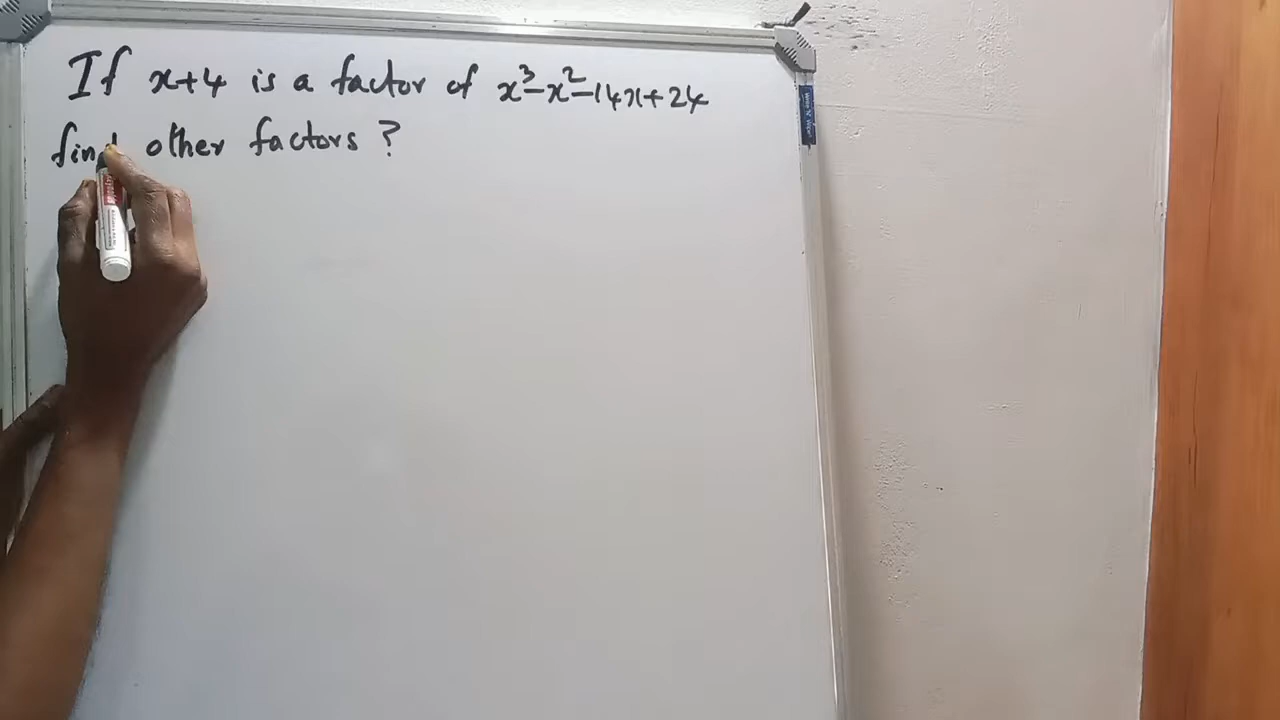 If x+4 is a factor of x³-x²-14x+24
find other factors ?